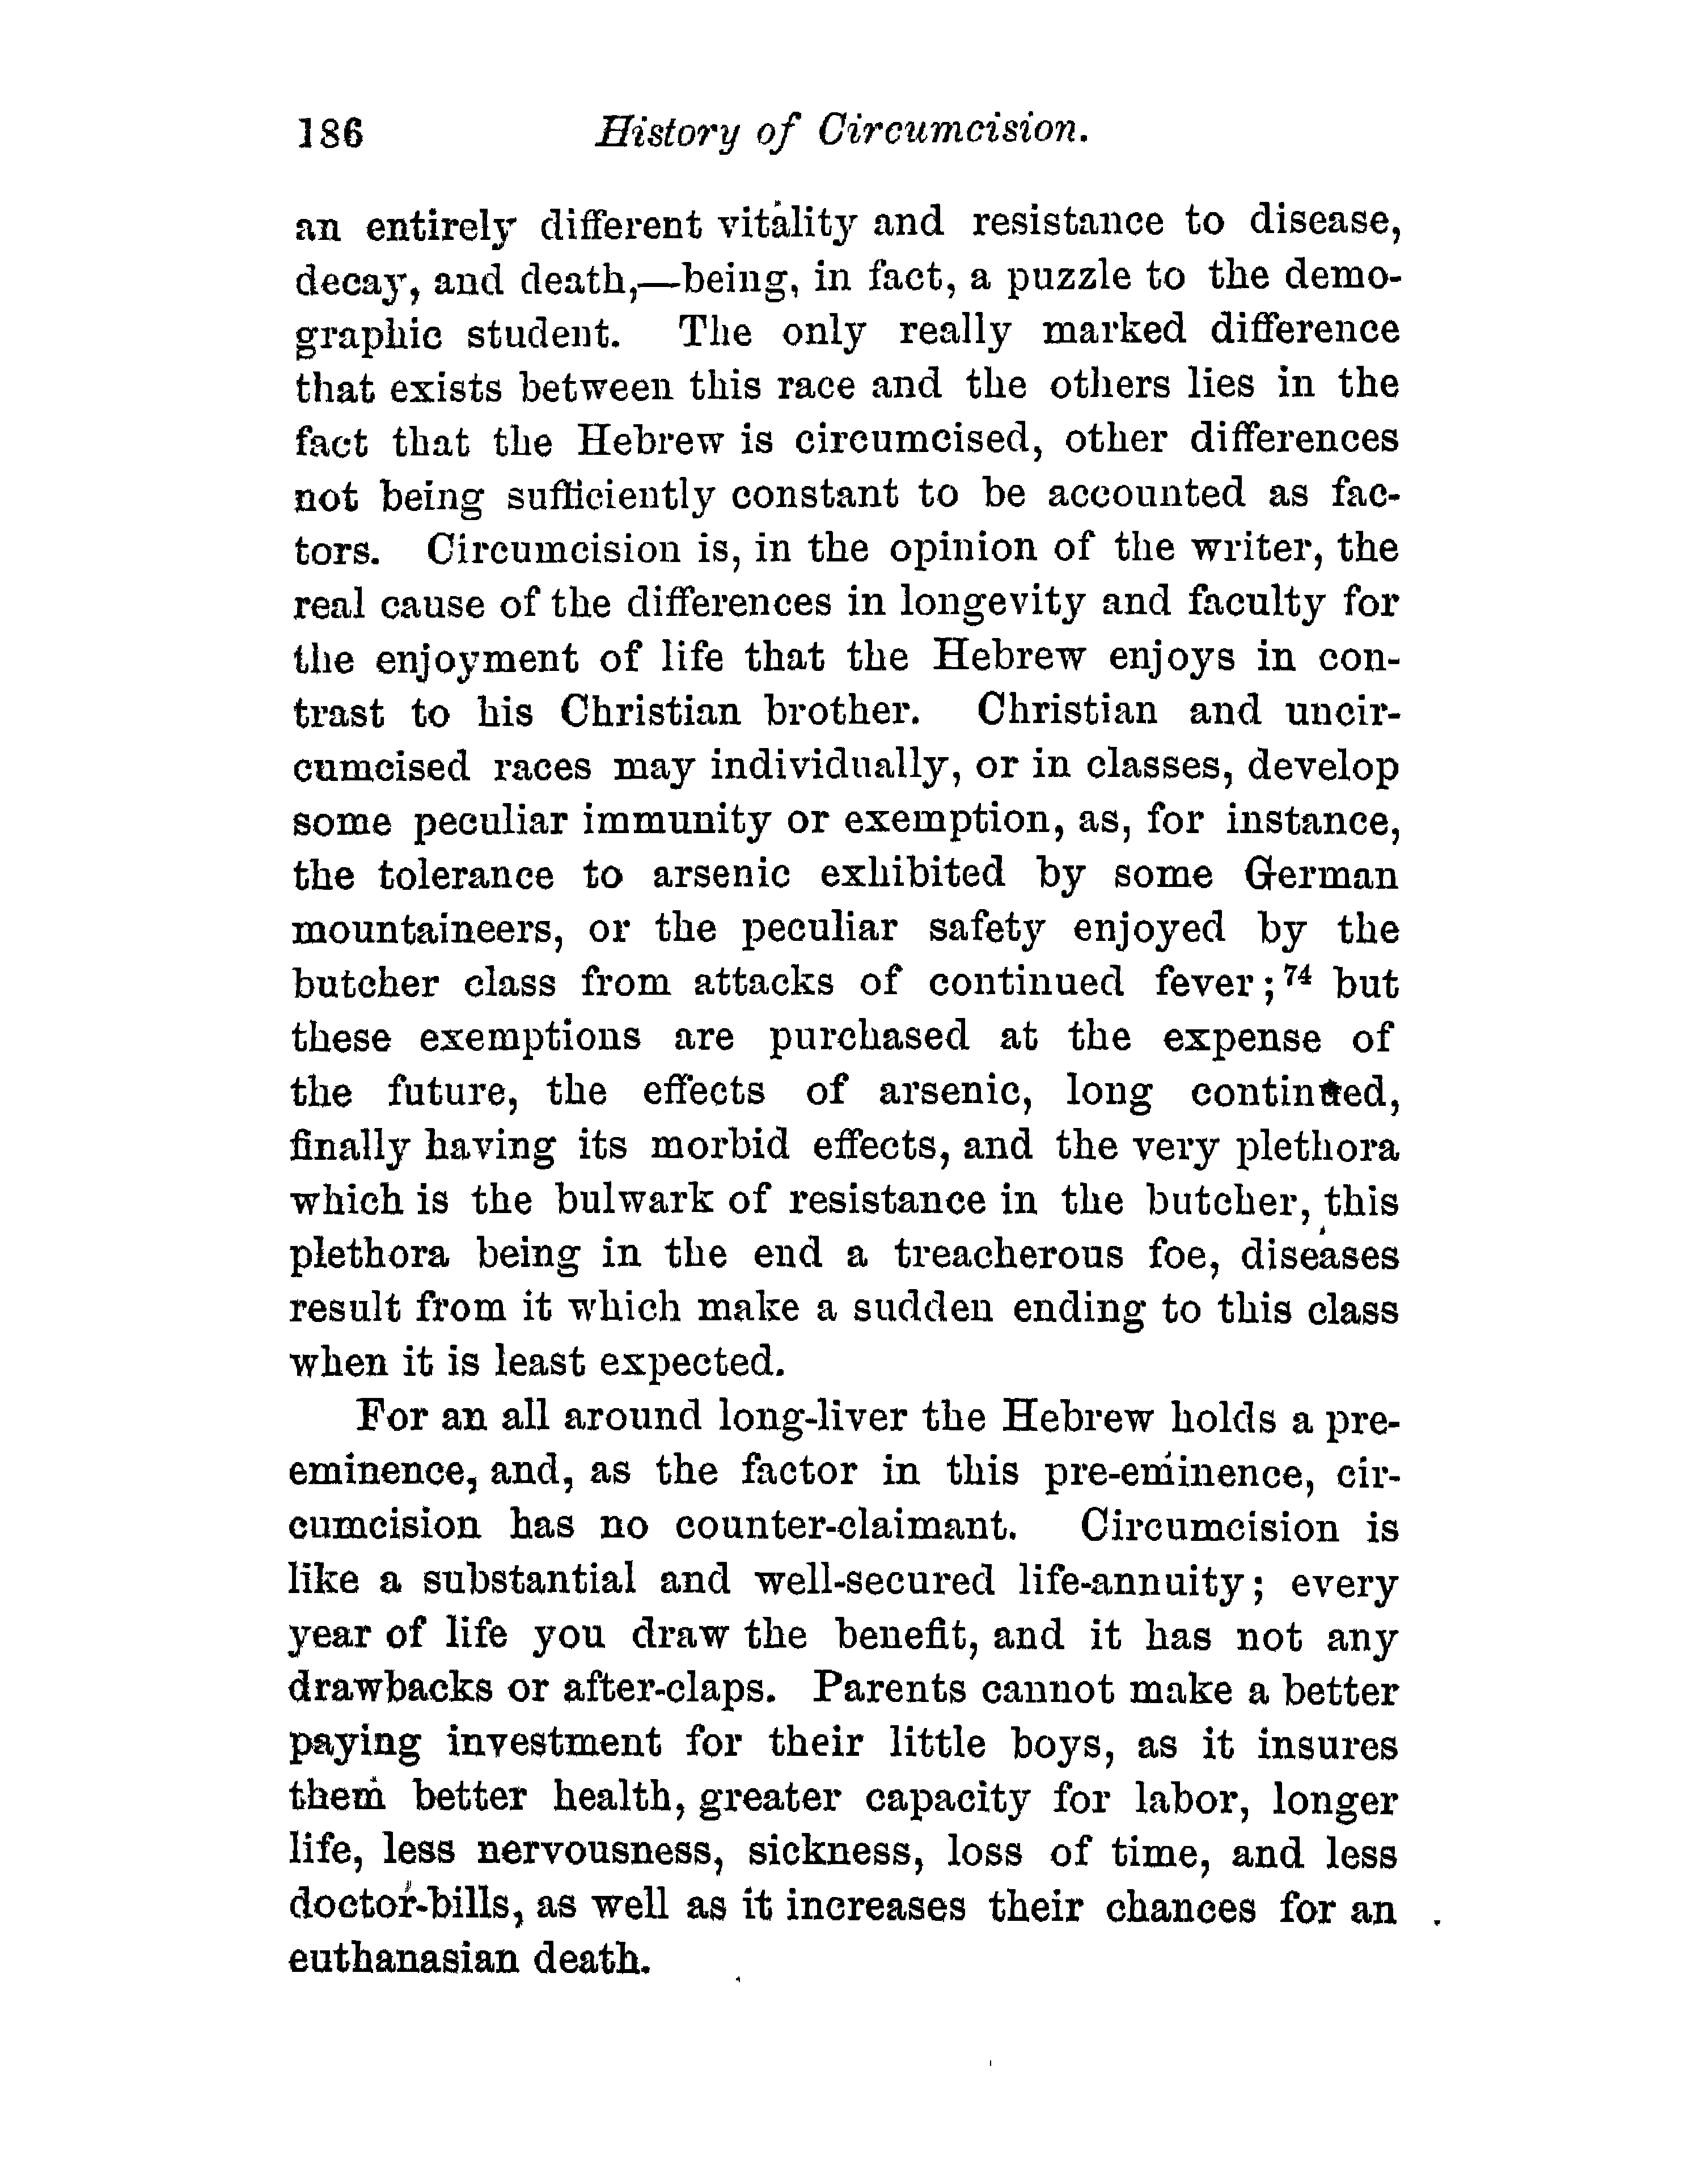 186 History of Circumcision.
an entirely different vitality and resistance to disease,
decay, and death,—being, in fact, a puzzle to the demo-
graphic student. The only really marked difference
that exists between this race and the others lies in the
fact that the Hebrew is circumcised, other differences
not being sufficiently constant to be accounted as fac-
tors. Circumcision is, in the opinion of the writer, the
real cause of the differences in longevity and faculty for
the enjoyment of life that the Hebrew enjoys in con-
trast to his Christian brother. Christian and uncir-
cumcised races may individually, or in classes, develop
some peculiar immunity or exemption, as, for instance,
the tolerance to arsenic exhibited by some German
mountaineers, or the peculiar safety enjoyed by the
butcher class from attacks of continued fever;74 but
these exemptions are purchased at the expense of
the future, the effects of arsenic, long continued,
finally having its morbid effects, and the very plethora
which is the bulwark of resistance in the butcher, this
plethora being in the end a treacherous foe, diseases
result from it which make a sudden ending to this class
when it is least expected.
For an all around long-liver the Hebrew holds a pre-
eminence, and, as the factor in this pre-eminence, cir-
cumcision has no counter-claimant. Circumcision is
like a substantial and well-secured life-annuity; every
year of life you draw the benefit, and it has not any
drawbacks or after-claps. Parents cannot make a better
paying investment for their little boys, as it insures
them better health, greater capacity for labor, longer
life, less nervousness, sickness, loss of time, and less
doctor-bills, as well as it increases their chances for an
euthanasian death.